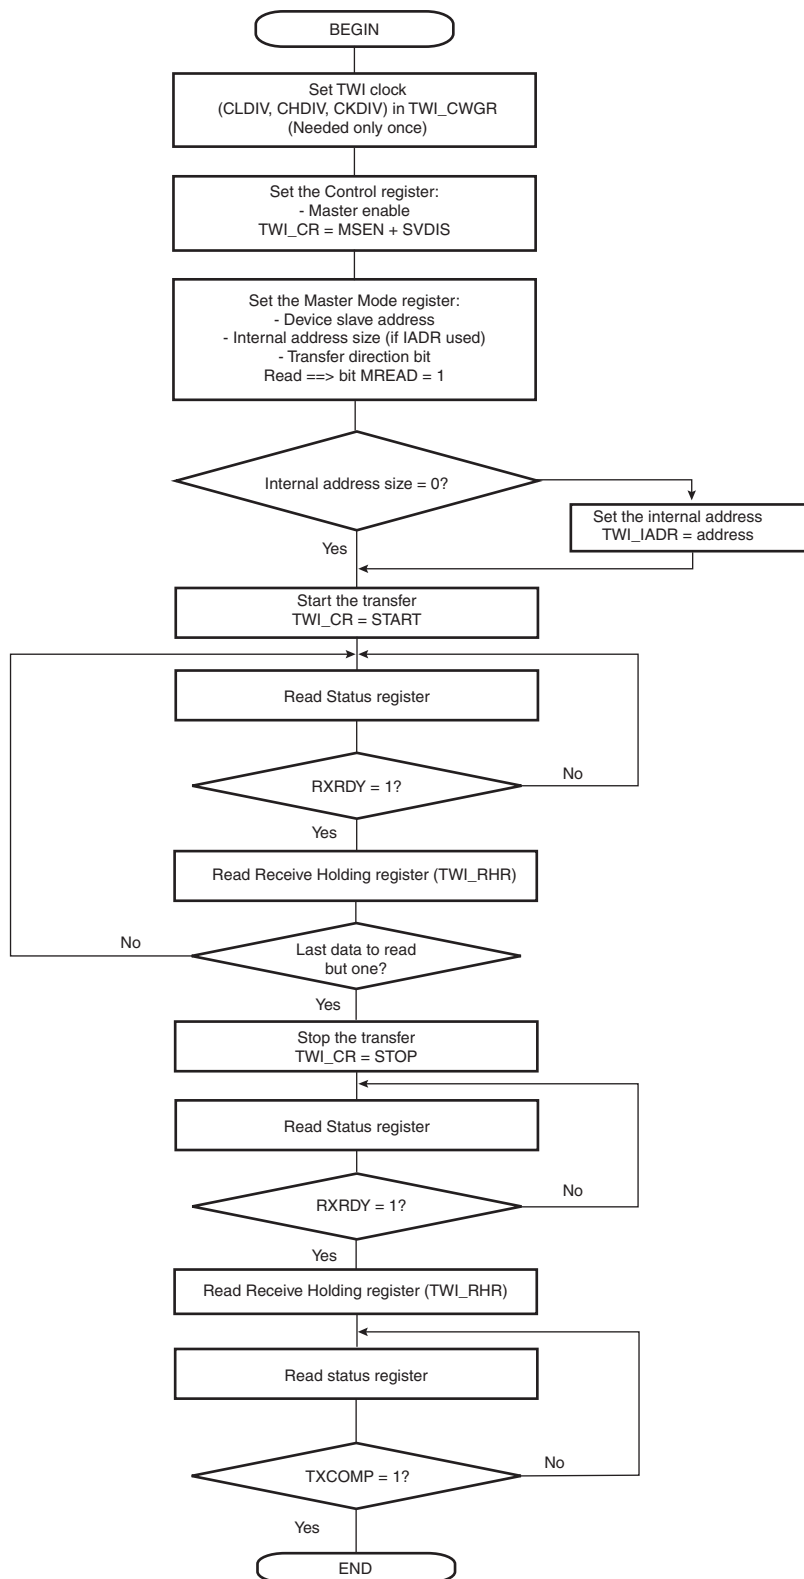 BEGIN
Set TWI clock
(CLDIV, CHDIV, CKDIV) in TWI_CWGR
(Needed only once)
Set the Control register:
- Master enable
TWI_CR = MSEN + SVDIS
Set the Master Mode register:
- Device slave address
- Internal address size (if IADR used)
- Transfer direction bit
Read ==> bit MREAD = 1
Internal address size = 0?
Set the internal address
TWI_IADR = address
Yes
Start the transfer
TWI_CR = START
Read Status register
RXRDY = 1?
No
Yes
Read Receive Holding register (TWI_RHR)
No
Last data to read
but one?
Yes
Stop the transfer
TWI_CR = STOP
Read Status register
RXRDY = 1?
No
Yes
Read Receive Holding register (TWI_RHR)
Read status register
TXCOMP = 1?
No
Yes
END